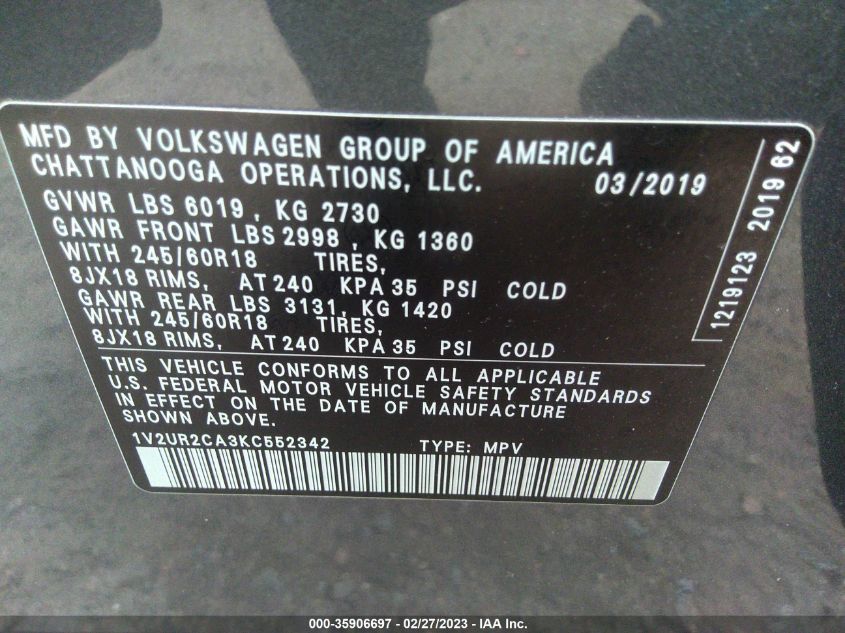 MFD BY VOLKSWAGEN GROUP OF AMERICA
CHATTANOOGA OPERATIONS, LLC. 03/2019
GVWR LBS 6019, KG 2730
GAWR FRONT LBS 2998, KG 1360
WITH 245/60R18 TIRES,
8JX18 RIMS, AT 240 KPA 35 PSI COLD
GAWR REAR LBS 3131, KG 1420
WITH 245/60R18 TIRES,
8JX18 RIMS, AT 240 KPA 35 PSI COLD
THIS VEHICLE CONFORMS TO ALL APPLICABLE
U.S. FEDERAL MOTOR VEHICLE SAFETY STANDARDS
IN EFFECT ON THE DATE OF MANUFACTURE
SHOWN ABOVE.
1V2UR2CA3KC552342 TYPE: MPV
1219123 2019 62
000-35906697 - 02/27/2023 - IAA Inc.